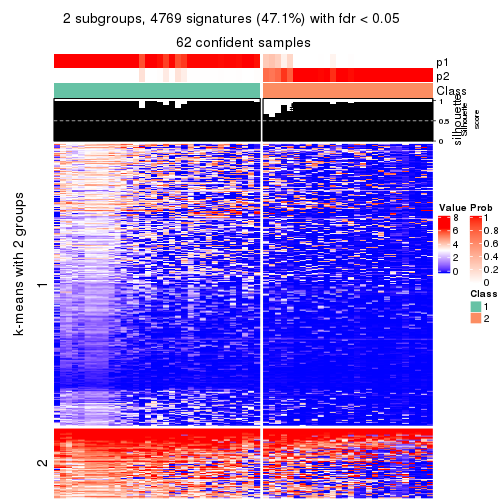 2 subgroups, 4769 signatures (47.1%) with fdr < 0.05
62 confident samples
p1
p2
Class
1
0.5
0
silhouette
Silhouette
score
k-means with 2 groups
1
2
Value
8
6
4
2
0
Prob
1
0.8
0.6
0.4
0.2
0
Class
1
2